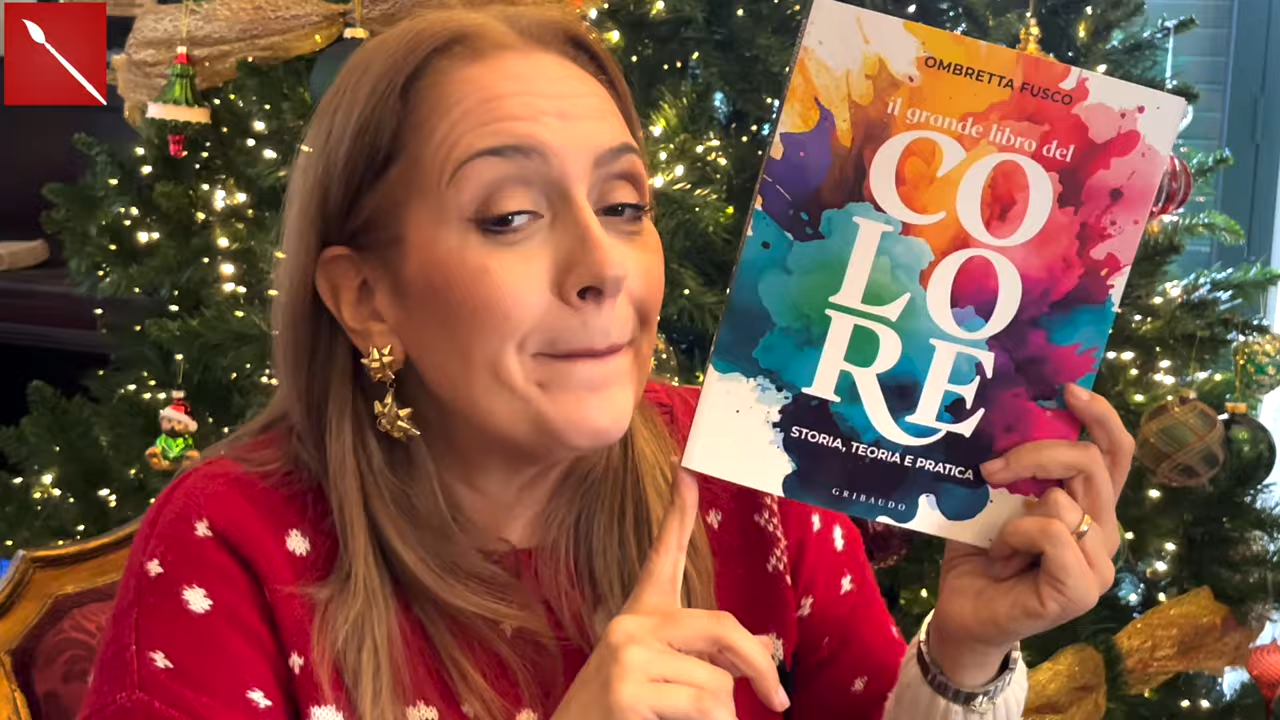 OMBRETTA FUSCO
il grande libro del
CO
LO
RE
STORIA, TEORIA E PRATICA
GRIBAUDO